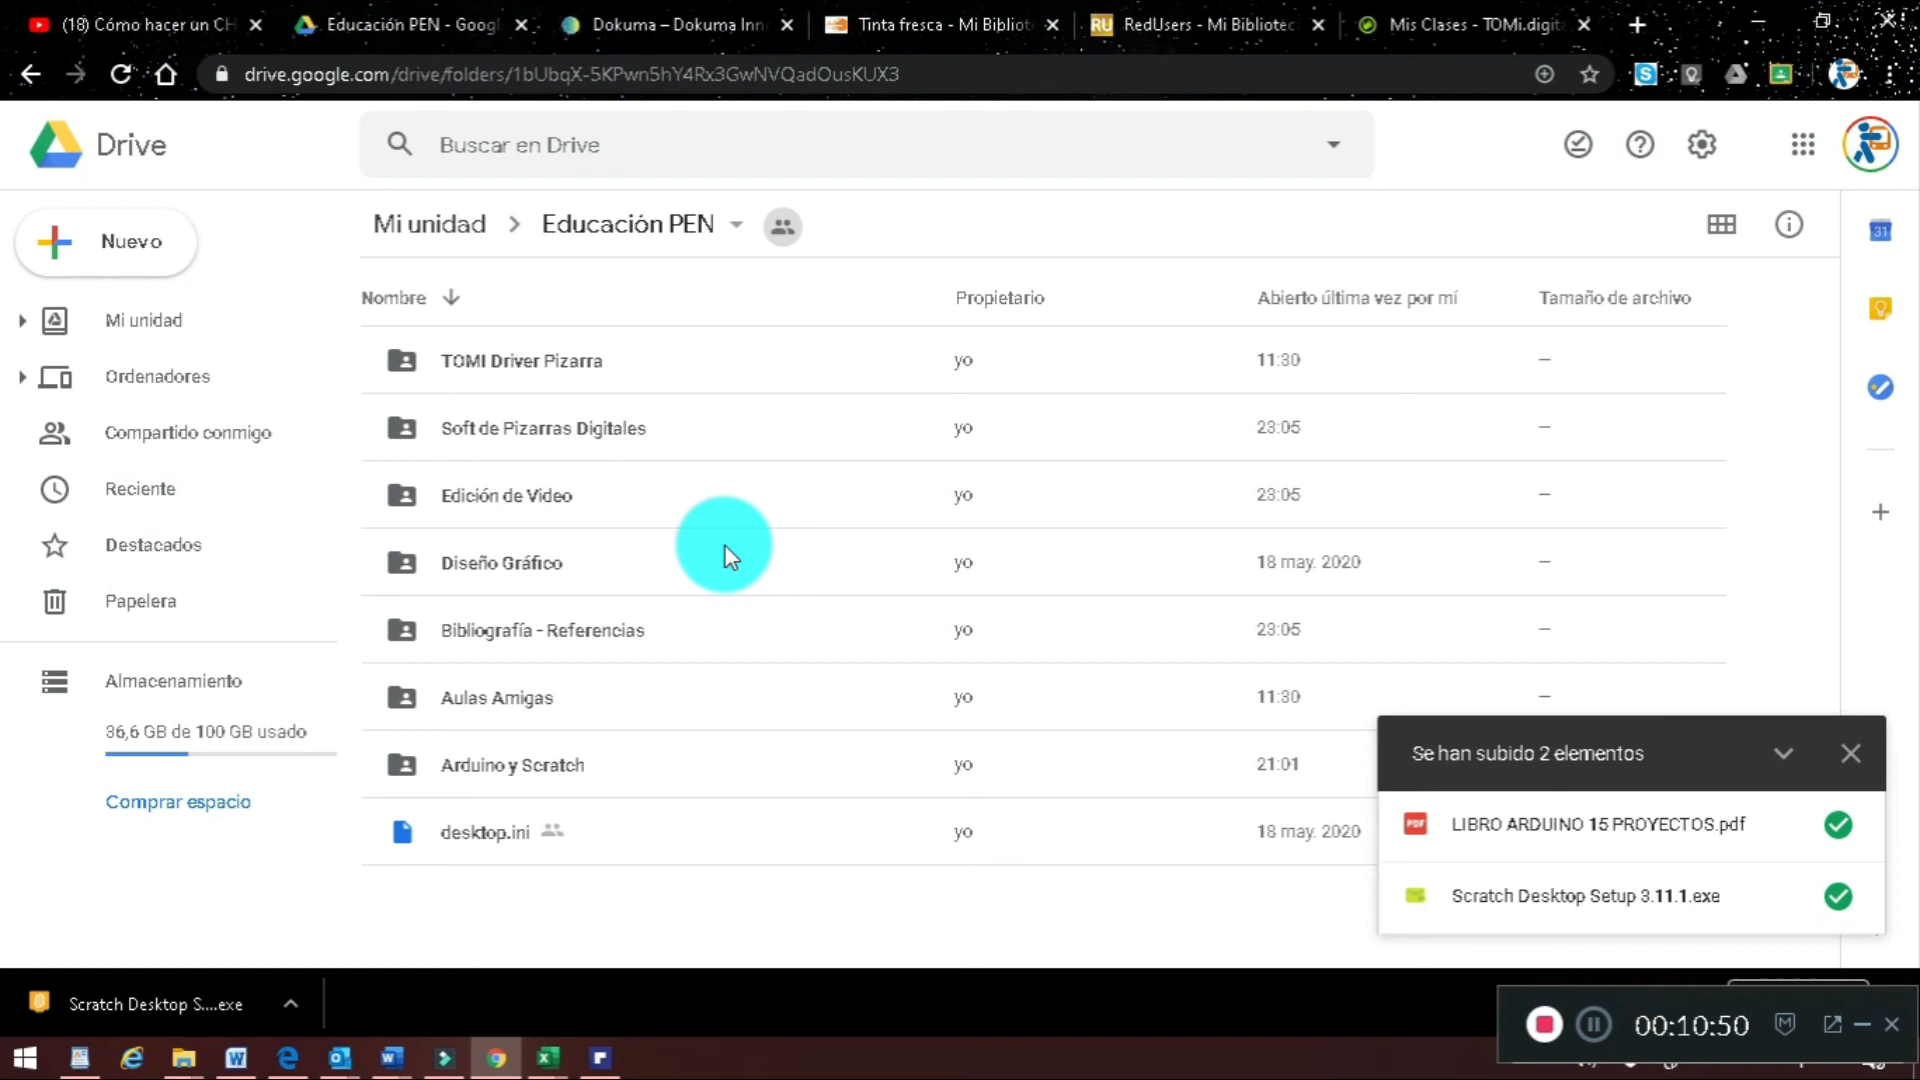 (18) Cómo hacer un CH
Educación PEN - Googl
Dokuma – Dokuma Inn
Tinta fresca - Mi Bibliot
RedUsers - Mi Bibliotec
Mis Clases - TOMi.digit
drive.google.com/drive/folders/1bUbqX-5KPwn5hY4Rx3GwNVQadOusKUX3
Drive
Buscar en Drive
Nuevo
Mi unidad
Educación PEN
31
Nombre
Propietario
Abierto última vez por mí
Tamaño de archivo
Mi unidad
Ordenadores
Compartido conmigo
Reciente
Destacados
Papelera
Almacenamiento
36,6 GB de 100 GB usado
Comprar espacio
TOMI Driver Pizarra yo 11:30 —
Soft de Pizarras Digitales yo 23:05 —
Edición de Video yo 23:05 —
Diseño Gráfico yo 18 may. 2020 —
Bibliografía - Referencias yo 23:05 —
Aulas Amigas yo 11:30 —
Arduino y Scratch yo 21:01
desktop.ini yo 18 may. 2020
Se han subido 2 elementos
PDF LIBRO ARDUINO 15 PROYECTOS.pdf
Scratch Desktop Setup 3.11.1.exe
Scratch Desktop S....exe
00:10:50